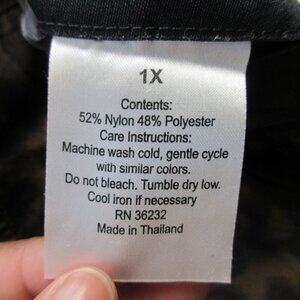 1X
Contents:
52% Nylon 48% Polyester
Care Instructions:
Machine wash cold, gentle cycle
with similar colors.
Do not bleach. Tumble dry low.
Cool iron if necessary
RN 36232
Made in Thailand